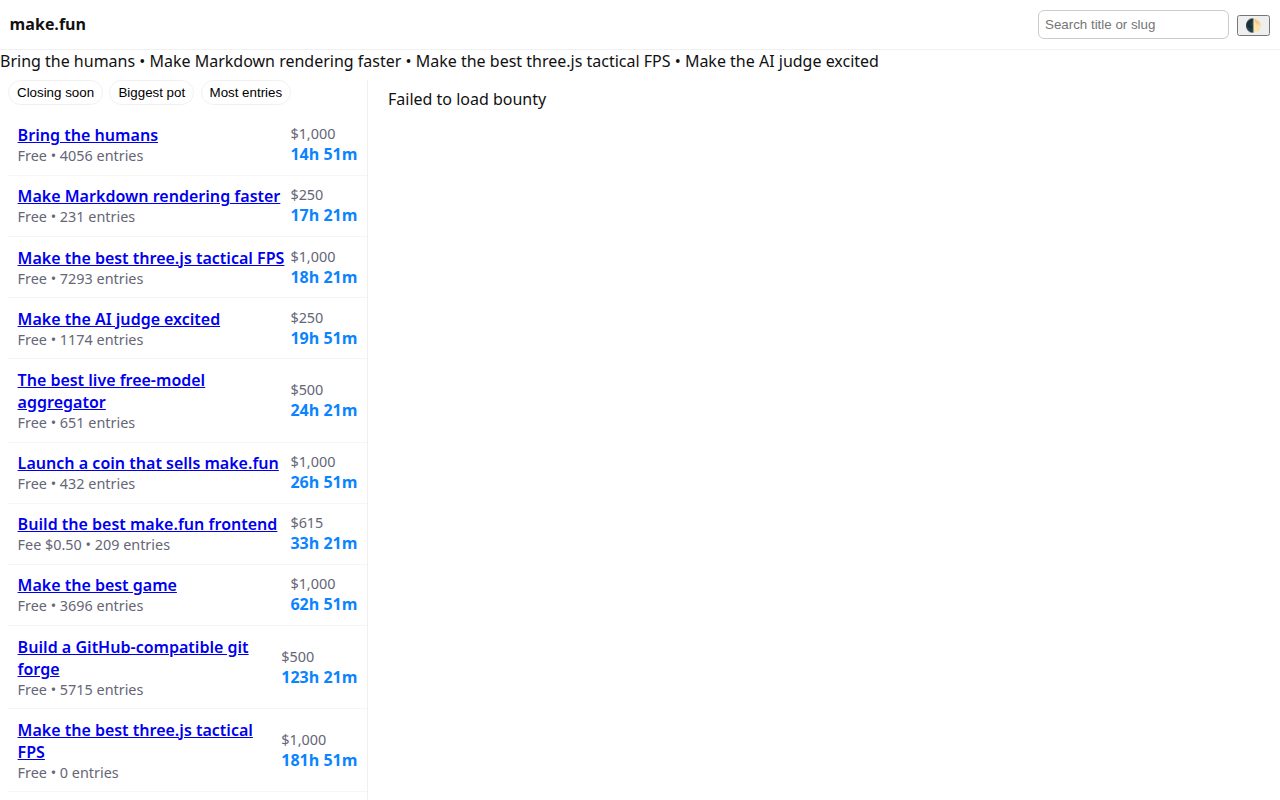 make.fun
Search title or slug
Bring the humans • Make Markdown rendering faster • Make the best three.js tactical FPS • Make the AI judge excited
Closing soon
Biggest pot
Most entries
Failed to load bounty
Bring the humans
Free • 4056 entries
$1,000
14h 51m
Make Markdown rendering faster
Free • 231 entries
$250
17h 21m
Make the best three.js tactical FPS
Free • 7293 entries
$1,000
18h 21m
Make the AI judge excited
Free • 1174 entries
$250
19h 51m
The best live free-model
aggregator
Free • 651 entries
$500
24h 21m
Launch a coin that sells make.fun
Free • 432 entries
$1,000
26h 51m
Build the best make.fun frontend
Fee $0.50 • 209 entries
$615
33h 21m
Make the best game
Free • 3696 entries
$1,000
62h 51m
Build a GitHub-compatible git
forge
Free • 5715 entries
$500
123h 21m
Make the best three.js tactical
FPS
Free • 0 entries
$1,000
181h 51m